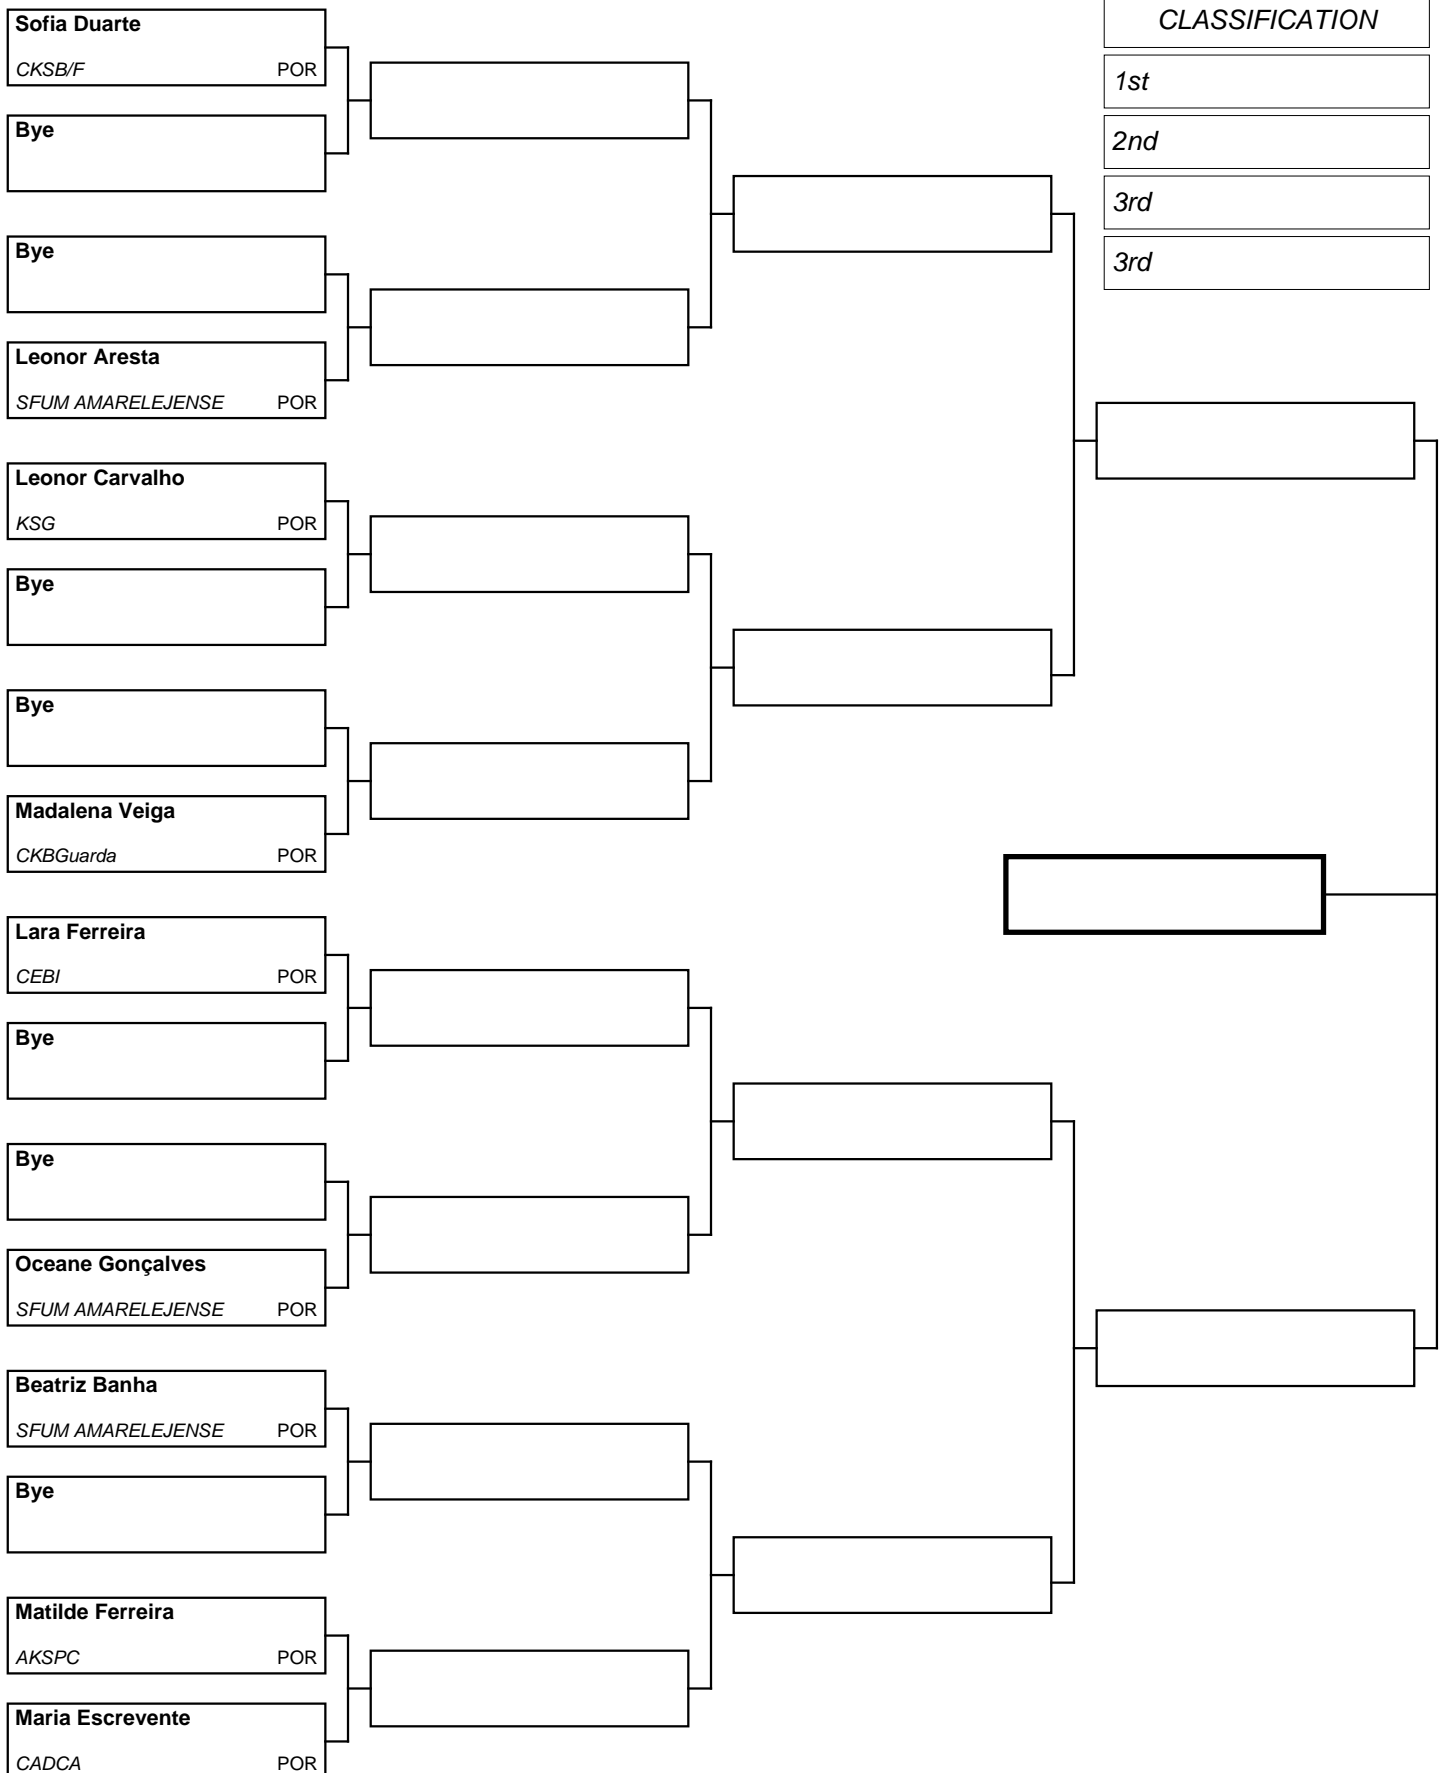 Sofia Duarte
CKSB/F POR
Bye
Bye
Leonor Aresta
SFUM AMARELEJENSE POR
Leonor Carvalho
KSG POR
Bye
Bye
Madalena Veiga
CKBGuarda POR
Lara Ferreira
CEBI POR
Bye
Bye
Oceane Gonçalves
SFUM AMARELEJENSE POR
Beatriz Banha
SFUM AMARELEJENSE POR
Bye
Matilde Ferreira
AKSPC POR
Maria Escrevente
CADCA POR
CLASSIFICATION
1st
2nd
3rd
3rd